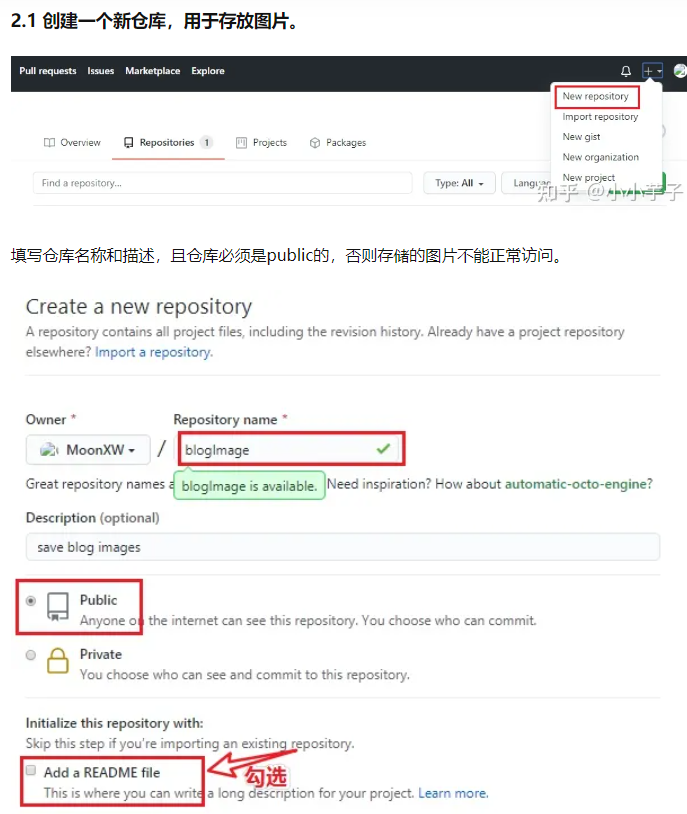 2.1 创建一个新仓库，用于存放图片。
Pull requests Issues Marketplace Explore
New repository
Import repository
New gist
New organization
New project
Overview Repositories 1 Projects Packages
Find a repository... Type: All Langua
知乎 @小小芋子
填写仓库名称和描述，且仓库必须是public的，否则存储的图片不能正常访问。
Create a new repository
A repository contains all project files, including the revision history. Already have a project repository
elsewhere? Import a repository.
Owner * Repository name *
MoonXW / blogImage
Great repository names a blogImage is available. Need inspiration? How about automatic-octo-engine?
Description (optional)
save blog images
Public
Anyone on the internet can see this repository. You choose who can commit.
Private
You choose who can see and commit to this repository.
Initialize this repository with:
Skip this step if you're importing an existing repository.
Add a README file
勾选
This is where you can write a long description for your project. Learn more.